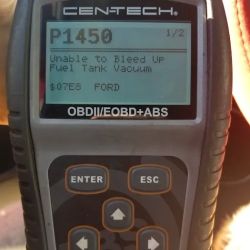 CEN-TECH®
P1450 1/2
Unable to Bleed Up
Fuel Tank Vacuum
$07E8 FORD
OBDII/EOBD+ABS
ENTER ESC